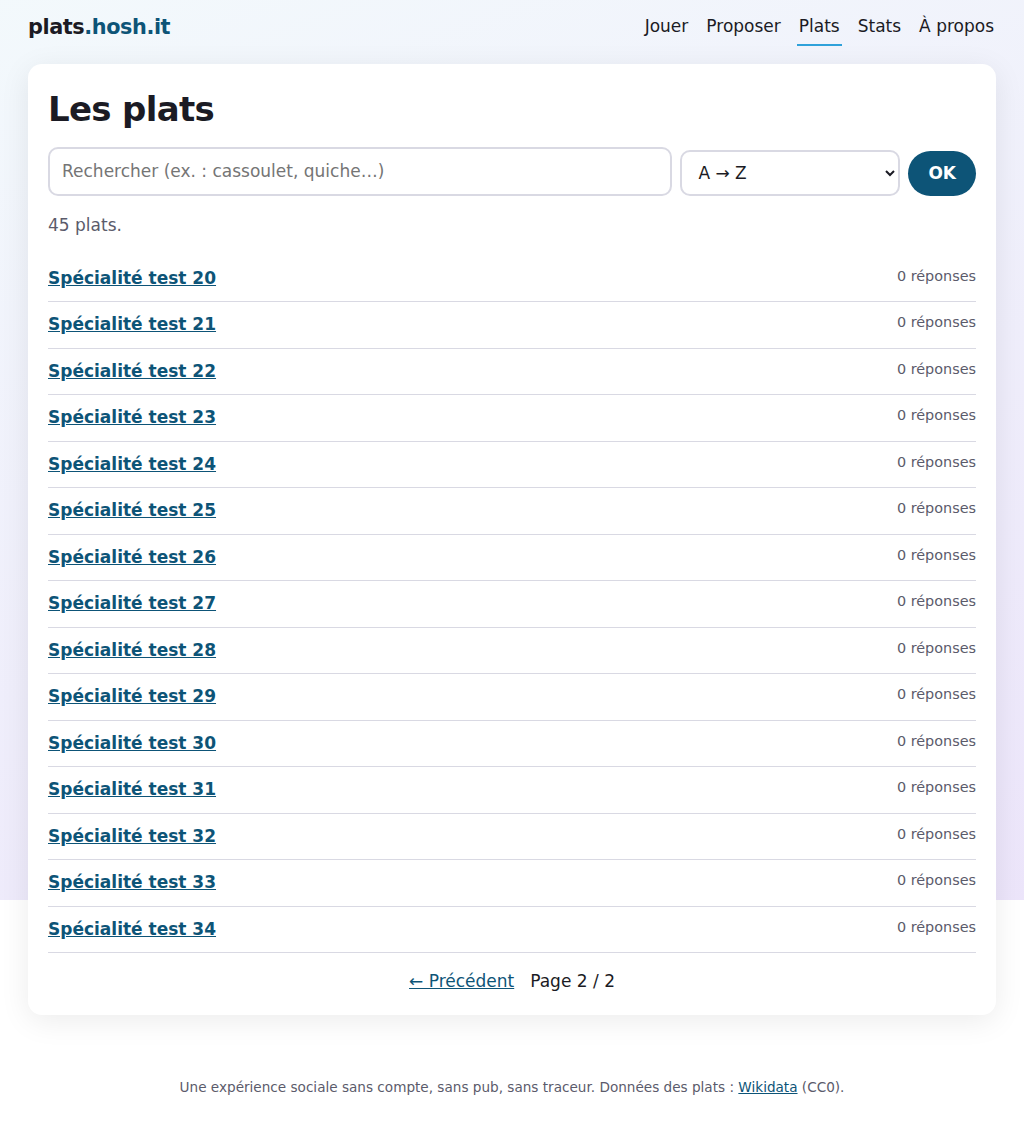 plats.hosh.it
Jouer Proposer Plats Stats À propos
Les plats
Rechercher (ex. : cassoulet, quiche…) A → Z OK
45 plats.
Spécialité test 20 0 réponses
Spécialité test 21 0 réponses
Spécialité test 22 0 réponses
Spécialité test 23 0 réponses
Spécialité test 24 0 réponses
Spécialité test 25 0 réponses
Spécialité test 26 0 réponses
Spécialité test 27 0 réponses
Spécialité test 28 0 réponses
Spécialité test 29 0 réponses
Spécialité test 30 0 réponses
Spécialité test 31 0 réponses
Spécialité test 32 0 réponses
Spécialité test 33 0 réponses
Spécialité test 34 0 réponses
← Précédent Page 2 / 2
Une expérience sociale sans compte, sans pub, sans traceur. Données des plats : Wikidata (CC0).